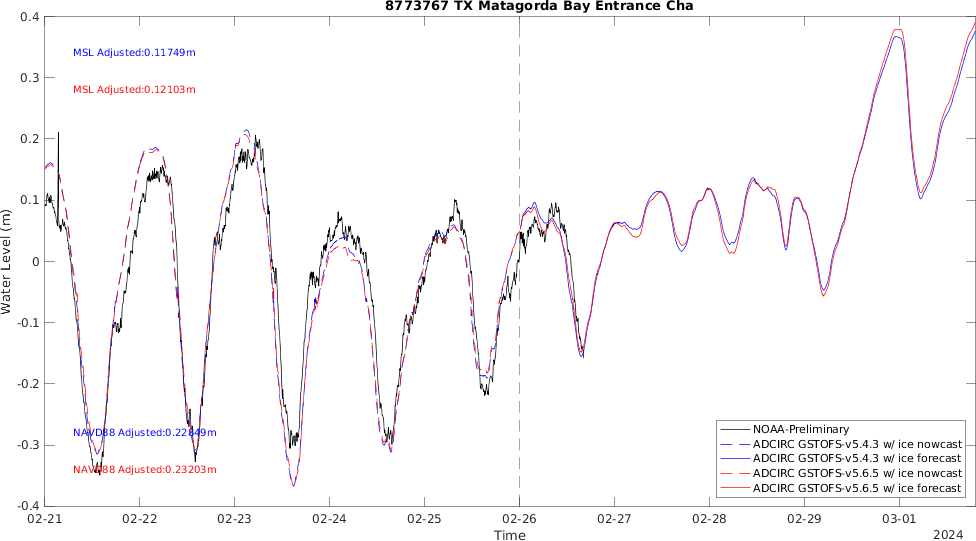 8773767 TX Matagorda Bay Entrance Cha
0.4
0.3
0.2
0.1
0
-0.1
-0.2
-0.3
-0.4
Water Level (m)
MSL Adjusted:0.11749m
MSL Adjusted:0.12103m
NAVD88 Adjusted:0.22849m
NAVD88 Adjusted:0.23203m
NOAA-Preliminary
ADCIRC GSTOFS-v5.4.3 w/ ice nowcast
ADCIRC GSTOFS-v5.4.3 w/ ice forecast
ADCIRC GSTOFS-v5.6.5 w/ ice nowcast
ADCIRC GSTOFS-v5.6.5 w/ ice forecast
02-21 02-22 02-23 02-24 02-25 02-26 02-27 02-28 02-29 03-01
Time
2024